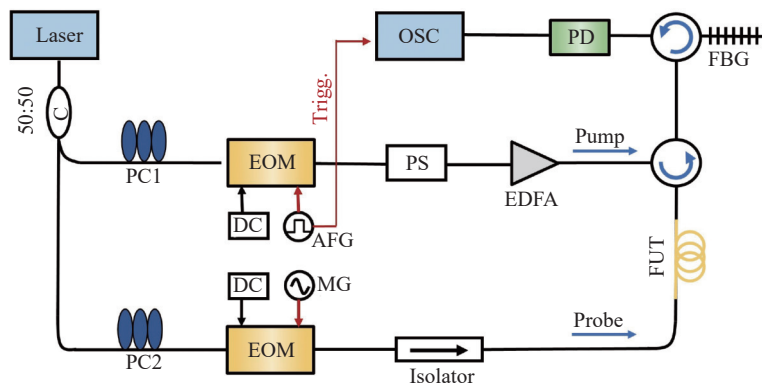 Laser
OSC
PD
FBG
50:50
C
Trigg.
PC1
EOM
PS
EDFA
Pump
DC
AFG
FUT
DC
MG
PC2
EOM
Isolator
Probe